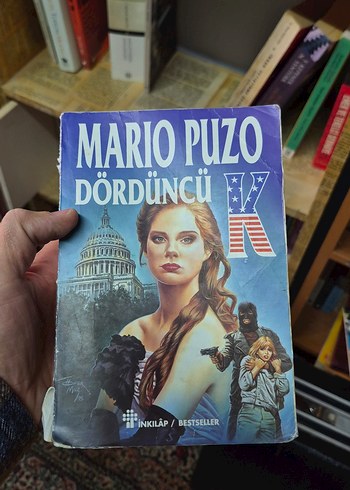 MARIO PUZO
DÖRDÜNCÜ
K
İNKILÂP / BESTSELLER